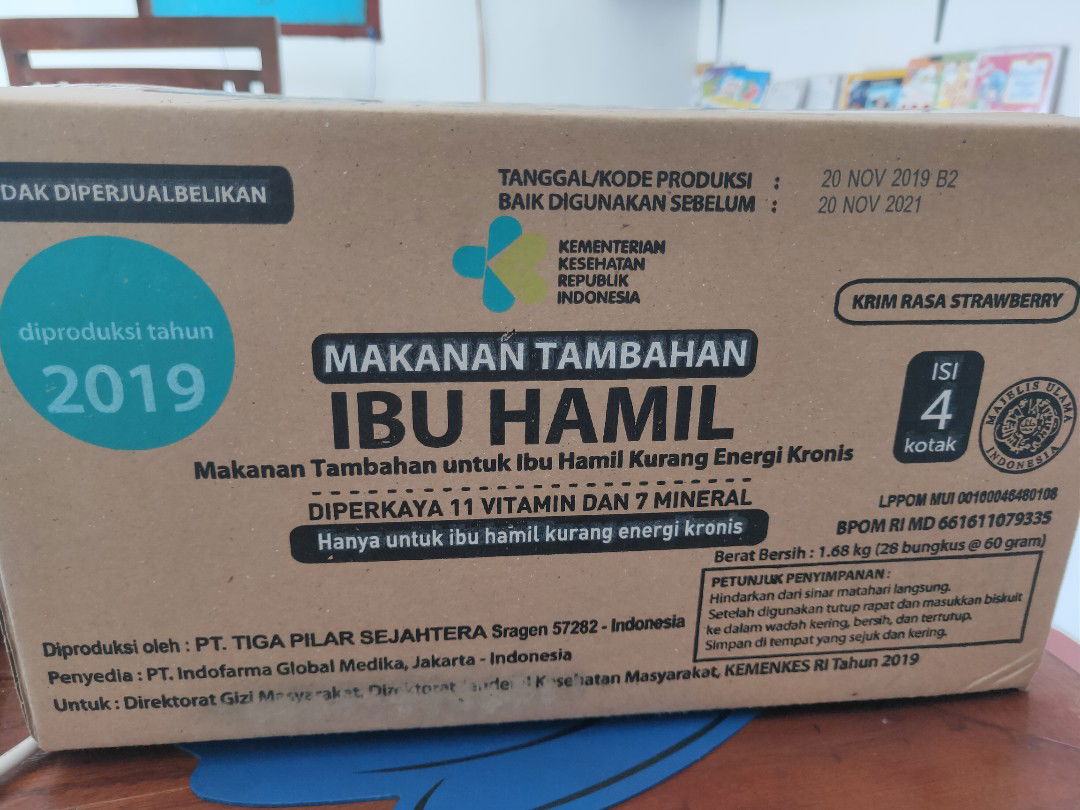 DAK DIPERJUALBELIKAN
TANGGAL/KODE PRODUKSI : 20 NOV 2019 B2
BAIK DIGUNAKAN SEBELUM : 20 NOV 2021
KEMENTERIAN
KESEHATAN
REPUBLIK
INDONESIA
diproduksi tahun
2019
KRIM RASA STRAWBERRY
MAKANAN TAMBAHAN
IBU HAMIL
Makanan Tambahan untuk Ibu Hamil Kurang Energi Kronis
DIPERKAYA 11 VITAMIN DAN 7 MINERAL
Hanya untuk ibu hamil kurang energi kronis
ISI
4
kotak
MAJELIS ULAMA
INDONESIA
LPPOM MUI 00100046480108
BPOM RI MD 661611079335
Berat Bersih : 1.68 kg (28 bungkus @ 60 gram)
PETUNJUK PENYIMPANAN :
Hindarkan dari sinar matahari langsung.
Setelah digunakan tutup rapat dan masukkan biskuit
ke dalam wadah kering, bersih, dan tertutup.
Simpan di tempat yang sejuk dan kering.
Diproduksi oleh : PT. TIGA PILAR SEJAHTERA Sragen 57282 - Indonesia
Penyedia : PT. Indofarma Global Medika, Jakarta - Indonesia
Untuk : Direktorat Gizi Masyarakat, Direktorat Jenderal Kesehatan Masyarakat, KEMENKES RI Tahun 2019